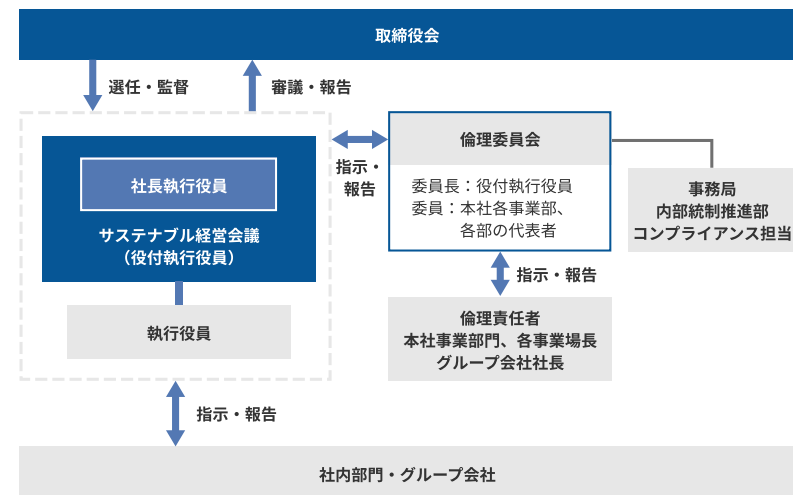 取締役会
選任・監督
審議・報告
社長執行役員
サステナブル経営会議
（役付執行役員）
執行役員
指示・
報告
倫理委員会
委員長：役付執行役員
委員：本社各事業部、
各部の代表者
事務局
内部統制推進部
コンプライアンス担当
指示・報告
倫理責任者
本社事業部門、各事業場長
グループ会社社長
指示・報告
社内部門・グループ会社